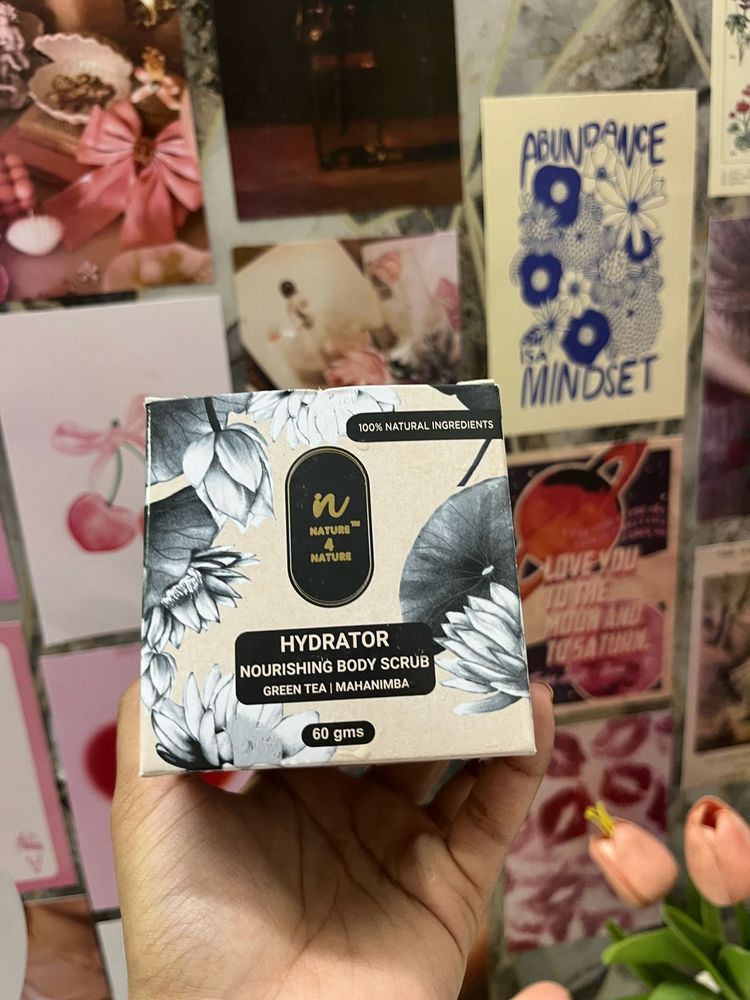 ABUNDANCE
IS A
MINDSET
100% NATURAL INGREDIENTS
n
NATURE™
4
NATURE
HYDRATOR
NOURISHING BODY SCRUB
GREEN TEA | MAHANIMBA
60 gms
LOVE YOU
TO THE
MOON AND
TO SATURN
A